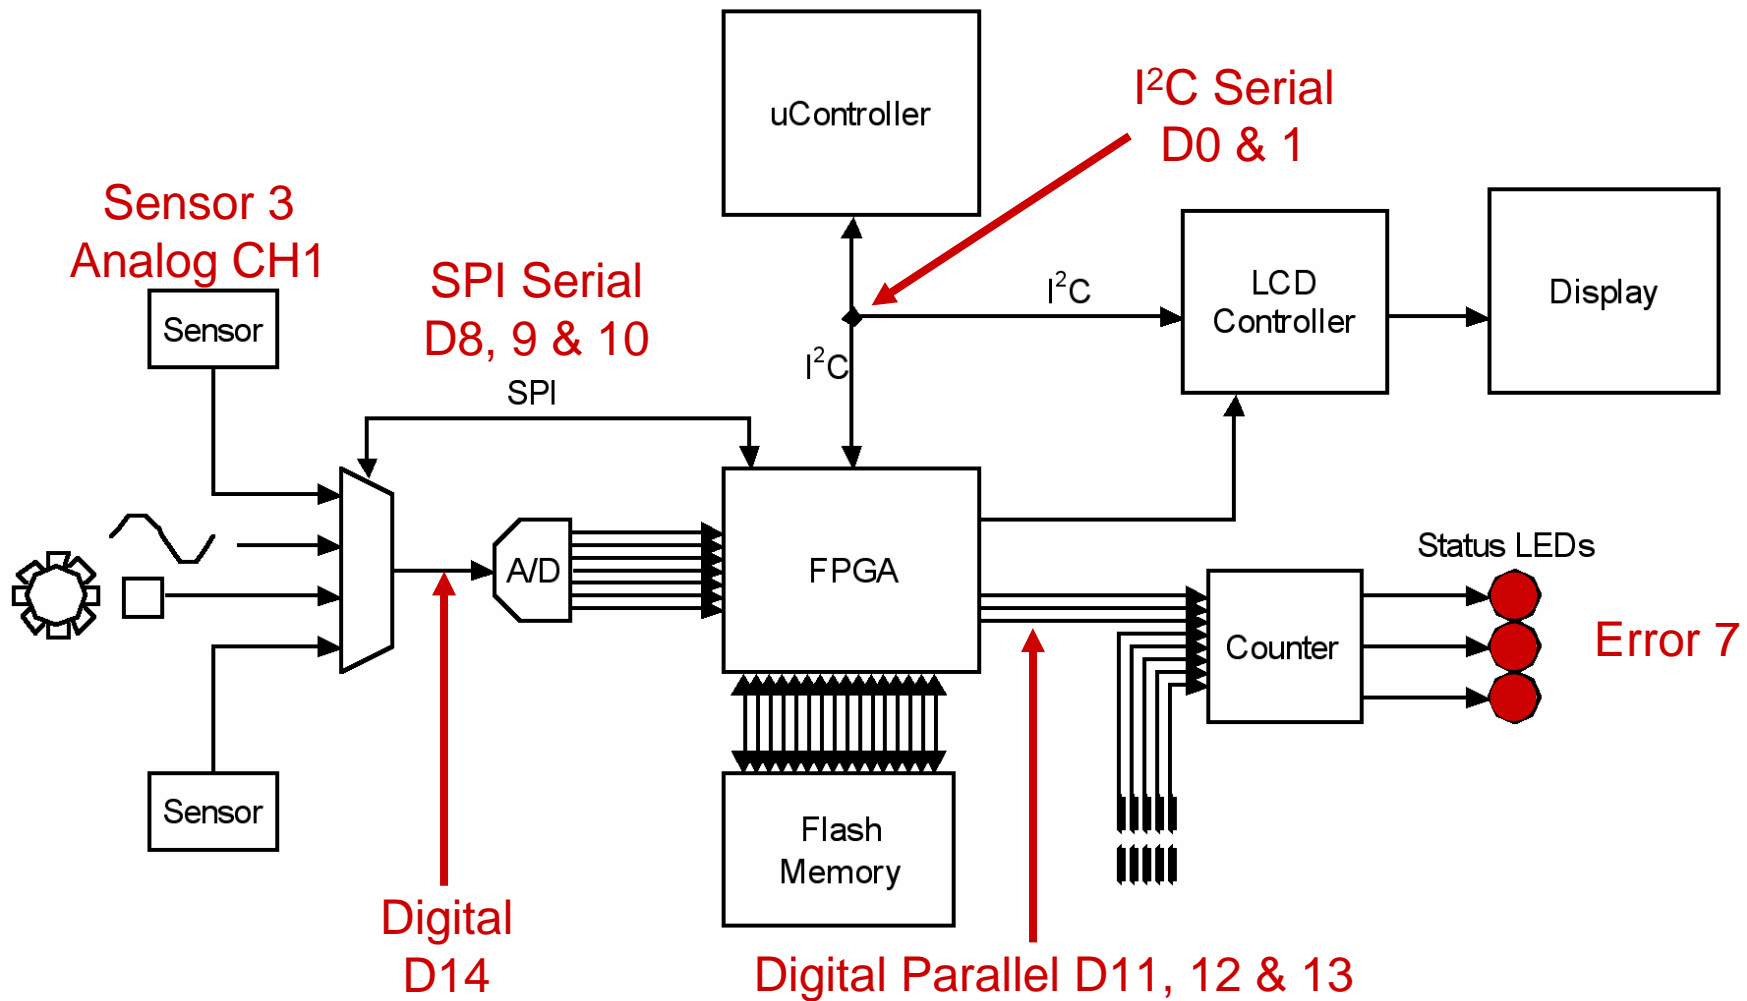 uController
I²C Serial
D0 & 1
Sensor 3
Analog CH1
SPI Serial
D8, 9 & 10
Sensor
SPI
I²C
I²C
LCD
Controller
Display
A/D
FPGA
Status LEDs
Counter
Error 7
Sensor
Flash
Memory
Digital
D14
Digital Parallel D11, 12 & 13